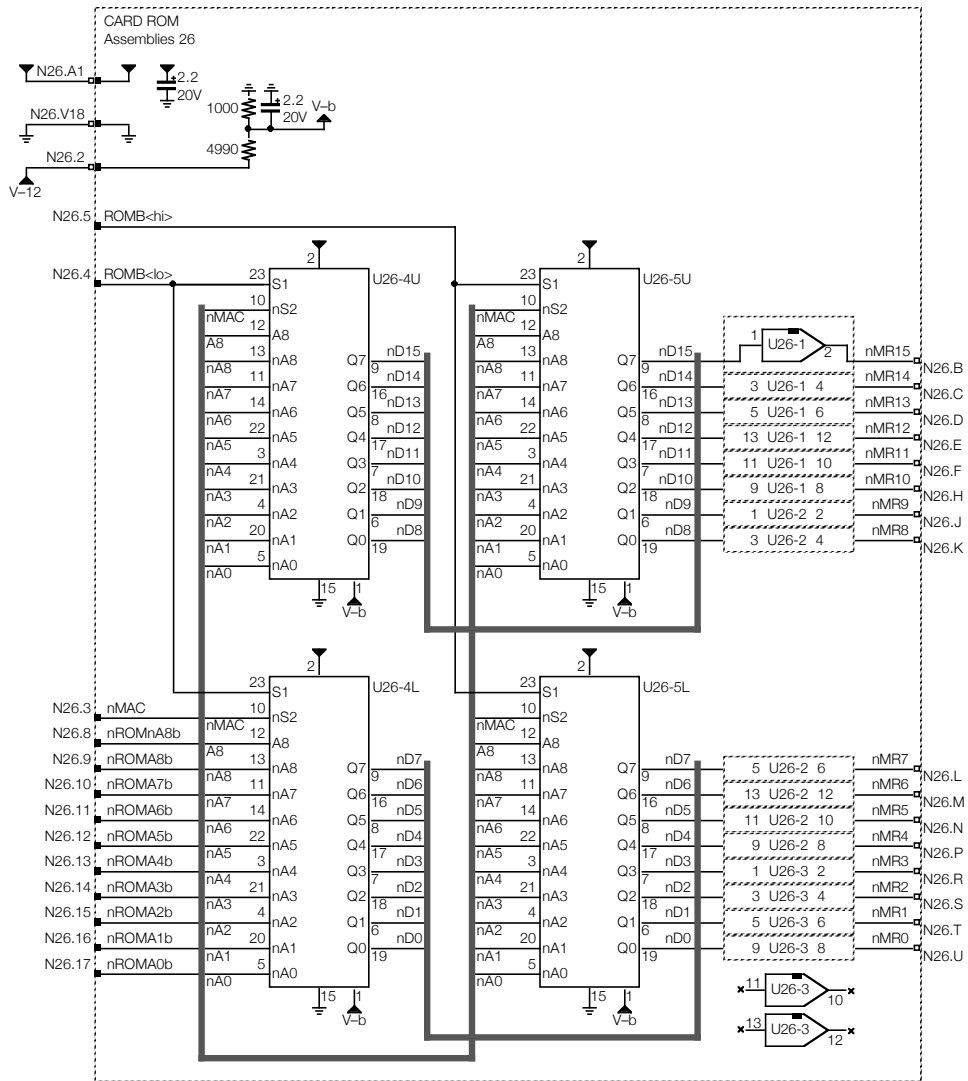 CARD ROM
Assemblies 26
N26.A1
2.2
20V
N26.V18
1000
2.2
20V
V–b
N26.2
4990
V–12
N26.5 ROMB<hi>
N26.4 ROMB<lo>
2
23 S1 U26-4U
10 nS2
nMAC
12 A8
A8
13 nA8
nA8
11 nA7
nA7
14 nA6
nA6
22 nA5
nA5
3 nA4
nA4
21 nA3
nA3
4 nA2
nA2
20 nA1
nA1
5 nA0
nA0
Q7 nD15
9
Q6 nD14
16
Q5 nD13
8
Q4 nD12
17
Q3 nD11
7
Q2 nD10
18
Q1 nD9
6
Q0 nD8
19
15
1
V–b
2
23 S1 U26-5U
10 nS2
nMAC
12 A8
A8
13 nA8
nA8
11 nA7
nA7
14 nA6
nA6
22 nA5
nA5
3 nA4
nA4
21 nA3
nA3
4 nA2
nA2
20 nA1
nA1
5 nA0
nA0
Q7 nD15
9
Q6 nD14
16
Q5 nD13
8
Q4 nD12
17
Q3 nD11
7
Q2 nD10
18
Q1 nD9
6
Q0 nD8
19
15
1
V–b
1 U26-1 2 nMR15 N26.B
3 U26-1 4 nMR14 N26.C
5 U26-1 6 nMR13 N26.D
13 U26-1 12 nMR12 N26.E
11 U26-1 10 nMR11 N26.F
9 U26-1 8 nMR10 N26.H
1 U26-2 2 nMR9 N26.J
3 U26-2 4 nMR8 N26.K
N26.3 nMAC
N26.8 nROMnA8b
N26.9 nROMA8b
N26.10 nROMA7b
N26.11 nROMA6b
N26.12 nROMA5b
N26.13 nROMA4b
N26.14 nROMA3b
N26.15 nROMA2b
N26.16 nROMA1b
N26.17 nROMA0b
2
23 S1 U26-4L
10 nS2
nMAC
12 A8
A8
13 nA8
nA8
11 nA7
nA7
14 nA6
nA6
22 nA5
nA5
3 nA4
nA4
21 nA3
nA3
4 nA2
nA2
20 nA1
nA1
5 nA0
nA0
Q7 nD7
9
Q6 nD6
16
Q5 nD5
8
Q4 nD4
17
Q3 nD3
7
Q2 nD2
18
Q1 nD1
6
Q0 nD0
19
15
1
V–b
2
23 S1 U26-5L
10 nS2
nMAC
12 A8
A8
13 nA8
nA8
11 nA7
nA7
14 nA6
nA6
22 nA5
nA5
3 nA4
nA4
21 nA3
nA3
4 nA2
nA2
20 nA1
nA1
5 nA0
nA0
Q7 nD7
9
Q6 nD6
16
Q5 nD5
8
Q4 nD4
17
Q3 nD3
7
Q2 nD2
18
Q1 nD1
6
Q0 nD0
19
15
1
V–b
5 U26-2 6 nMR7 N26.L
13 U26-2 12 nMR6 N26.M
11 U26-2 10 nMR5 N26.N
9 U26-2 8 nMR4 N26.P
1 U26-3 2 nMR3 N26.R
3 U26-3 4 nMR2 N26.S
5 U26-3 6 nMR1 N26.T
9 U26-3 8 nMR0 N26.U
11 U26-3 10
13 U26-3 12